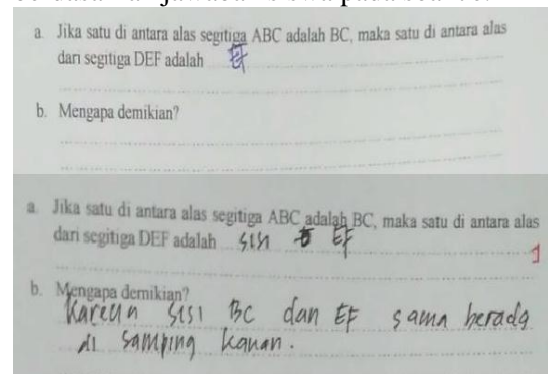 a. Jika satu di antara alas segitiga ABC adalah BC, maka satu di antara alas
dari segitiga DEF adalah EF
b. Mengapa demikian?
a. Jika satu di antara alas segitiga ABC adalah BC, maka satu di antara alas
dari segitiga DEF adalah sisi EF
1
b. Mengapa demikian?
Karena sisi BC dan EF sama berada
di samping kanan.